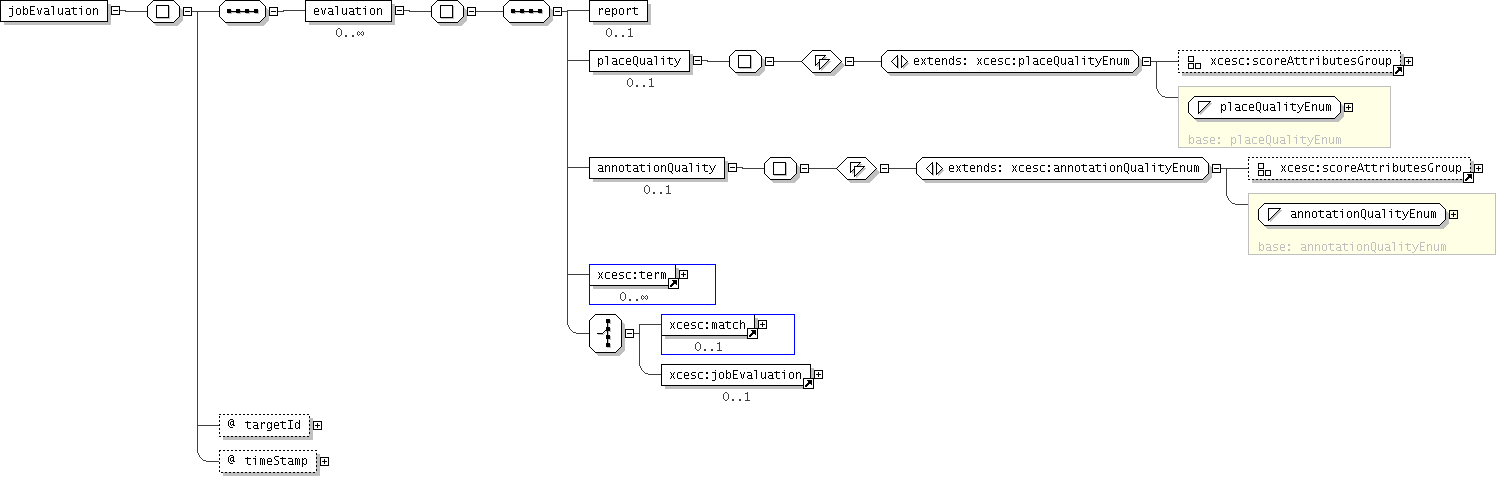 jobEvaluation
evaluation
0..∞
report
0..1
placeQuality
0..1
extends: xcesc:placeQualityEnum
xcesc:scoreAttributesGroup
placeQualityEnum
base: placeQualityEnum
annotationQuality
0..1
extends: xcesc:annotationQualityEnum
xcesc:scoreAttributesGroup
annotationQualityEnum
base: annotationQualityEnum
xcesc:term
0..∞
xcesc:match
0..1
xcesc:jobEvaluation
0..1
@ targetId
@ timeStamp